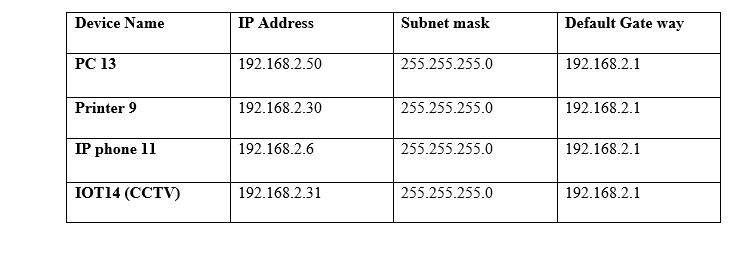 Device Name IP Address Subnet mask Default Gate way
PC 13 192.168.2.50 255.255.255.0 192.168.2.1
Printer 9 192.168.2.30 255.255.255.0 192.168.2.1
IP phone 11 192.168.2.6 255.255.255.0 192.168.2.1
IOT14 (CCTV) 192.168.2.31 255.255.255.0 192.168.2.1